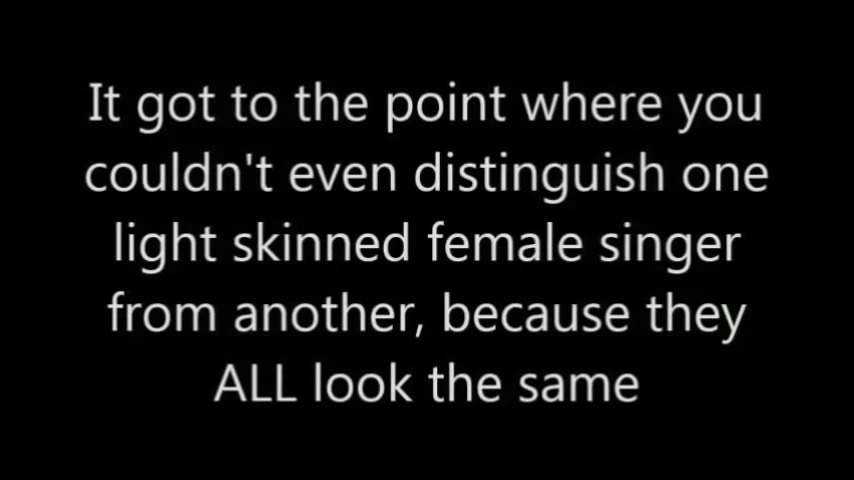 It got to the point where you
couldn't even distinguish one
light skinned female singer
from another, because they
ALL look the same